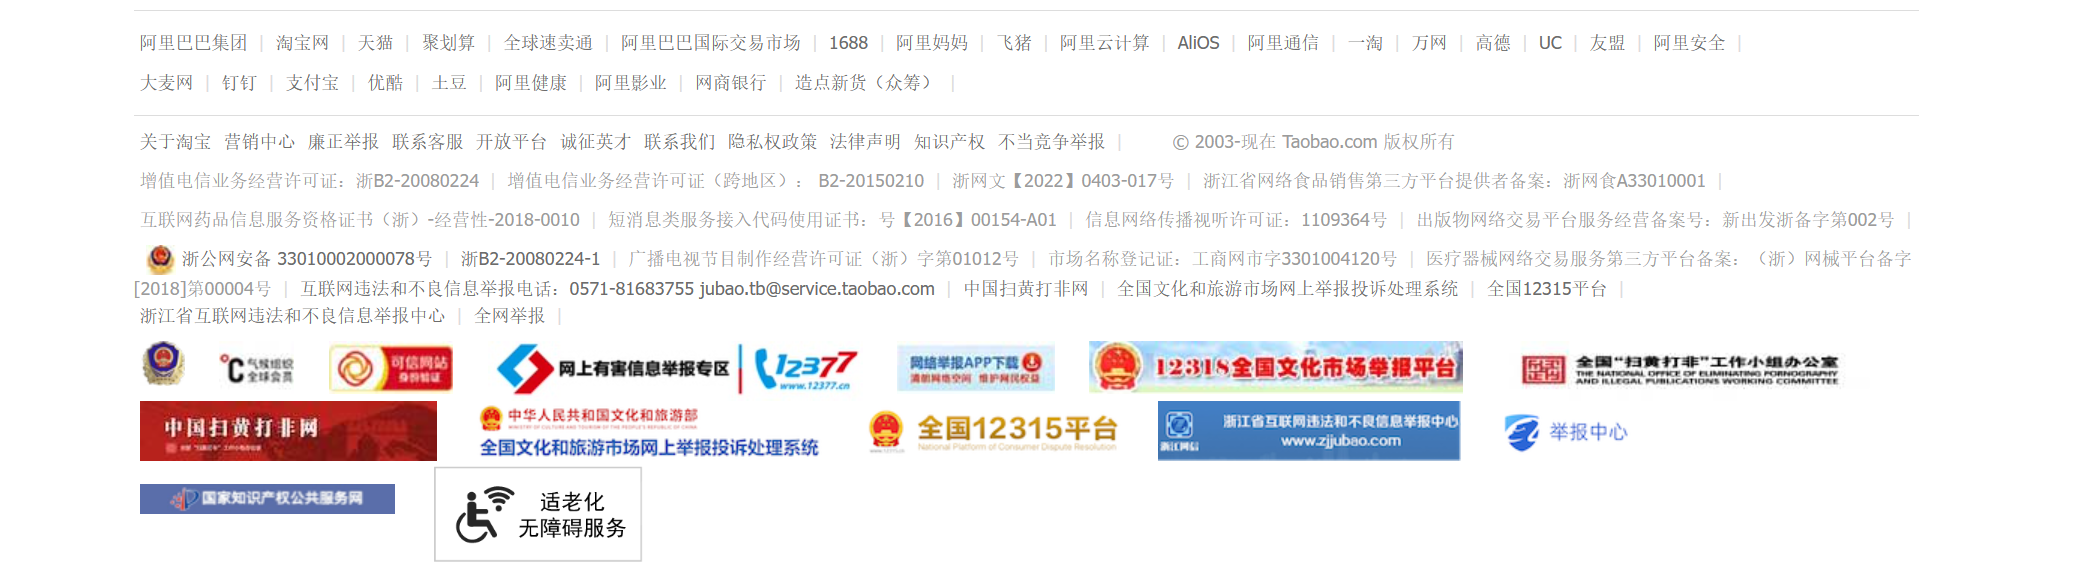 阿里巴巴集团 | 淘宝网 | 天猫 | 聚划算 | 全球速卖通 | 阿里巴巴国际交易市场 | 1688 | 阿里妈妈 | 飞猪 | 阿里云计算 | AliOS | 阿里通信 | 一淘 | 万网 | 高德 | UC | 友盟 | 阿里安全 |
大麦网 | 钉钉 | 支付宝 | 优酷 | 土豆 | 阿里健康 | 阿里影业 | 网商银行 | 造点新货（众筹） |
关于淘宝 营销中心 廉正举报 联系客服 开放平台 诚征英才 联系我们 隐私权政策 法律声明 知识产权 不当竞争举报 | © 2003-现在 Taobao.com 版权所有
增值电信业务经营许可证：浙B2-20080224 | 增值电信业务经营许可证（跨地区）： B2-20150210 | 浙网文【2022】0403-017号 | 浙江省网络食品销售第三方平台提供者备案：浙网食A33010001 |
互联网药品信息服务资格证书（浙）-经营性-2018-0010 | 短消息类服务接入代码使用证书：号【2016】00154-A01 | 信息网络传播视听许可证：1109364号 | 出版物网络交易平台服务经营备案号：新出发浙备字第002号 |
浙公网安备 33010002000078号 | 浙B2-20080224-1 | 广播电视节目制作经营许可证（浙）字第01012号 | 市场名称登记证：工商网市字3301004120号 | 医疗器械网络交易服务第三方平台备案：（浙）网械平台备字
[2018]第00004号 | 互联网违法和不良信息举报电话：0571-81683755 jubao.tb@service.taobao.com | 中国扫黄打非网 | 全国文化和旅游市场网上举报投诉处理系统 | 全国12315平台 |
浙江省互联网违法和不良信息举报中心 | 全网举报 |
气候组织
全球会员
可信网站
身份验证
网上有害信息举报专区
12377
www.12377.cn
网络举报APP下载
清朗网络空间 维护网民权益
12318全国文化市场举报平台
全国“扫黄打非”工作小组办公室
THE NATIONAL OFFICE OF ELIMINATING PORNOGRAPHY
AND ILLEGAL PUBLICATIONS WORKING COMMITTEE
中国扫黄打非网
中华人民共和国文化和旅游部
MINISTRY OF CULTURE AND TOURISM OF THE PEOPLE'S REPUBLIC OF CHINA
全国文化和旅游市场网上举报投诉处理系统
全国12315平台
National Platform of Consumer Dispute Resolution
浙江网信
浙江省互联网违法和不良信息举报中心
www.zjjubao.com
举报中心
国家知识产权公共服务网
适老化
无障碍服务